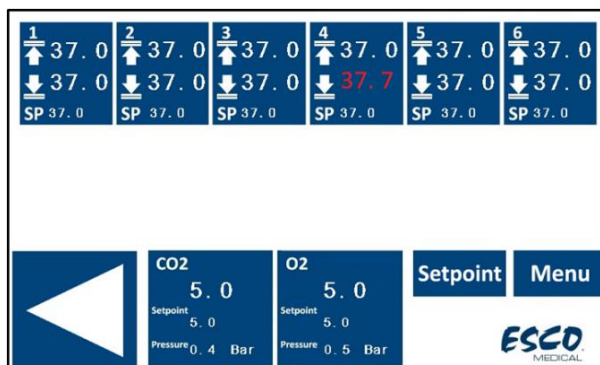 1 2 3 4 5 6
37. 0 37. 0 37. 0 37. 0 37. 0 37. 0
37. 0 37. 0 37. 0 37. 7 37. 0 37. 0
SP 37. 0 SP 37. 0 SP 37. 0 SP 37. 0 SP 37. 0 SP 37. 0
CO2 O2 Setpoint Menu
5. 0 5. 0
Setpoint Setpoint
5. 0 5. 0
Pressure 0. 4 Bar Pressure 0. 5 Bar
ESCO
MEDICAL